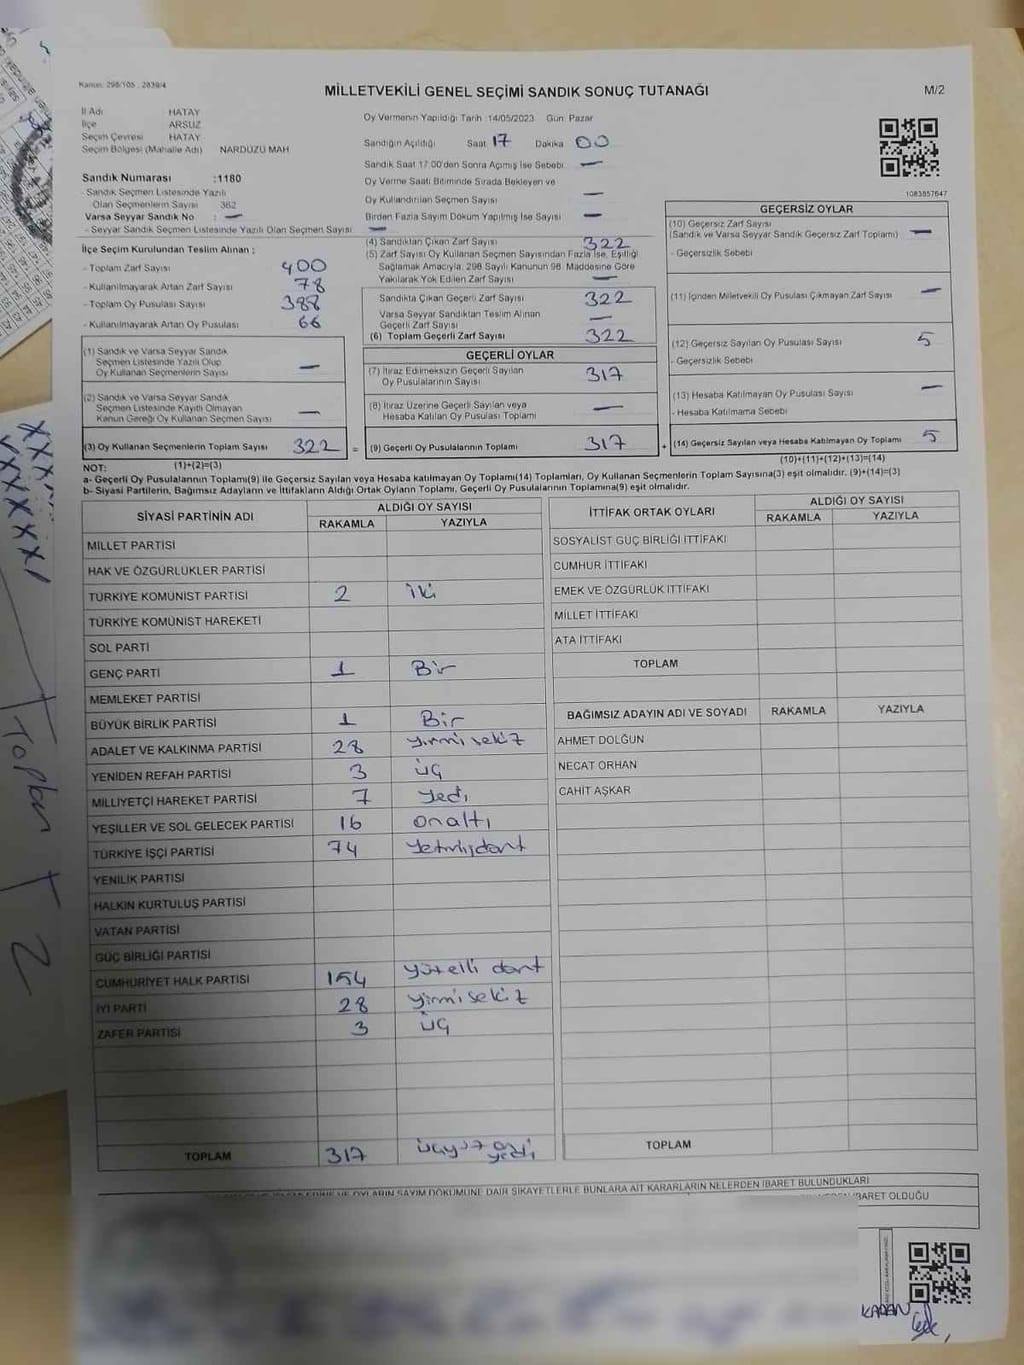 Kanun: 298/105 , 2839/4
MİLLETVEKİLİ GENEL SEÇİMİ SANDIK SONUÇ TUTANAĞI
M/2
İl Adı HATAY
İlçe ARSUZ
Seçim Çevresi HATAY
Seçim Bölgesi (Mahalle Adı) NARDÜZÜ MAH
Sandık Numarası :1180
- Sandık Seçmen Listesinde Yazılı
Olan Seçmenlerin Sayısı 362
Varsa Seyyar Sandık No : —
- Seyyar Sandık Seçmen Listesinde Yazılı Olan Seçmen Sayısı —
Oy Vermenin Yapıldığı Tarih :14/05/2023 Gün: Pazar
Sandığın Açıldığı Saat 17 Dakika 00
Sandık Saat 17:00'den Sonra Açımış İse Sebebi —
Oy Verme Saati Bitiminde Sırada Bekleyen ve
Oy Kullandırılan Seçmen Sayısı —
Birden Fazla Sayım Döküm Yapılmış İse Sayısı —
1083857647
İlçe Seçim Kurulundan Teslim Alınan ;
- Toplam Zarf Sayısı 400
- Kullanılmayarak Artan Zarf Sayısı 78
- Toplam Oy Pusulası Sayısı 388
- Kullanılmayarak Artan Oy Pusulası 66
(4) Sandıktan Çıkan Zarf Sayısı 322
(5) Zarf Sayısı Oy Kullanan Seçmen Sayısından Fazla İse, Eşitliği
Sağlamak Amacıyla, 298 Sayılı Kanunun 98. Maddesine Göre
Yakılarak Yok Edilen Zarf Sayısı —
Sandıkta Çıkan Geçerli Zarf Sayısı 322
Varsa Seyyar Sandıktan Teslim Alınan
Geçerli Zarf Sayısı —
(6) Toplam Geçerli Zarf Sayısı 322
GEÇERSİZ OYLAR
(10) Geçersiz Zarf Sayısı
(Sandık ve Varsa Seyyar Sandık Geçersiz Zarf Toplamı) —
- Geçersizlik Sebebi
(11) İçinden Milletvekili Oy Pusulası Çıkmayan Zarf Sayısı —
(12) Geçersiz Sayılan Oy Pusulası Sayısı 5
- Geçersizlik Sebebi
(13) Hesaba Katılmayan Oy Pusulası Sayısı —
- Hesaba Katılmama Sebebi
(14) Geçersiz Sayılan veya Hesaba Katılmayan Oy Toplamı 5
(10)+(11)+(12)+(13)=(14)
(1) Sandık ve Varsa Seyyar Sandık
Seçmen Listesinde Yazılı Olup
Oy Kullanan Seçmenlerin Sayısı —
(2) Sandık ve Varsa Seyyar Sandık
Seçmen Listesinde Kayıtlı Olmayan
Kanun Gereği Oy Kullanan Seçmen Sayısı —
(3) Oy Kullanan Seçmenlerin Toplam Sayısı 322 =
(1)+(2)=(3)
GEÇERLİ OYLAR
(7) İtiraz Edilmeksizin Geçerli Sayılan
Oy Pusulalarının Sayısı 317
(8) İtiraz Üzerine Geçerli Sayılan veya
Hesaba Katılan Oy Pusulası Toplamı —
(9) Geçerli Oy Pusulalarının Toplamı 317 +
NOT:
a- Geçerli Oy Pusulalarının Toplamı(9) ile Geçersiz Sayılan veya Hesaba katılmayan Oy Toplamı(14) Toplamları, Oy Kullanan Seçmenlerin Toplam Sayısına(3) eşit olmalıdır. (9)+(14)=(3)
b- Siyasi Partilerin, Bağımsız Adayların ve İttifakların Aldığı Ortak Oyların Toplamı, Geçerli Oy Pusulalarının Toplamına(9) eşit olmalıdır.
SİYASİ PARTİNİN ADI ALDIĞI OY SAYISI
RAKAMLA YAZIYLA
MİLLET PARTİSİ
HAK VE ÖZGÜRLÜKLER PARTİSİ
TÜRKİYE KOMÜNİST PARTİSİ 2 iki
TÜRKİYE KOMÜNİST HAREKETİ
SOL PARTİ
GENÇ PARTİ 1 Bir
MEMLEKET PARTİSİ
BÜYÜK BİRLİK PARTİSİ 1 Bir
ADALET VE KALKINMA PARTİSİ 28 yirmi sekiz
YENİDEN REFAH PARTİSİ 3 üç
MİLLİYETÇİ HAREKET PARTİSİ 7 yedi
YEŞİLLER VE SOL GELECEK PARTİSİ 16 onaltı
TÜRKİYE İŞÇİ PARTİSİ 74 Yetmişdört
YENİLİK PARTİSİ
HALKIN KURTULUŞ PARTİSİ
VATAN PARTİSİ
GÜÇ BİRLİĞİ PARTİSİ
CUMHURİYET HALK PARTİSİ 154 yüzelli dört
İYİ PARTİ 28 yirmi sekiz
ZAFER PARTİSİ 3 üç
TOPLAM 317 üçyüz on yedi
İTTİFAK ORTAK OYLARI ALDIĞI OY SAYISI
RAKAMLA YAZIYLA
SOSYALİST GÜÇ BİRLİĞİ İTTİFAKI
CUMHUR İTTİFAKI
EMEK VE ÖZGÜRLÜK İTTİFAKI
MİLLET İTTİFAKI
ATA İTTİFAKI
TOPLAM
BAĞIMSIZ ADAYIN ADI VE SOYADI RAKAMLA YAZIYLA
AHMET DOLĞUN
NECAT ORHAN
CAHİT AŞKAR
TOPLAM
OYLARIN SAYIM DÖKÜMÜNE DAİR ŞİKAYETLERLE BUNLARA AİT KARARLARIN NELERDEN İBARET BULUNDUKLARI
İBARET OLDUĞU
Toplam
2